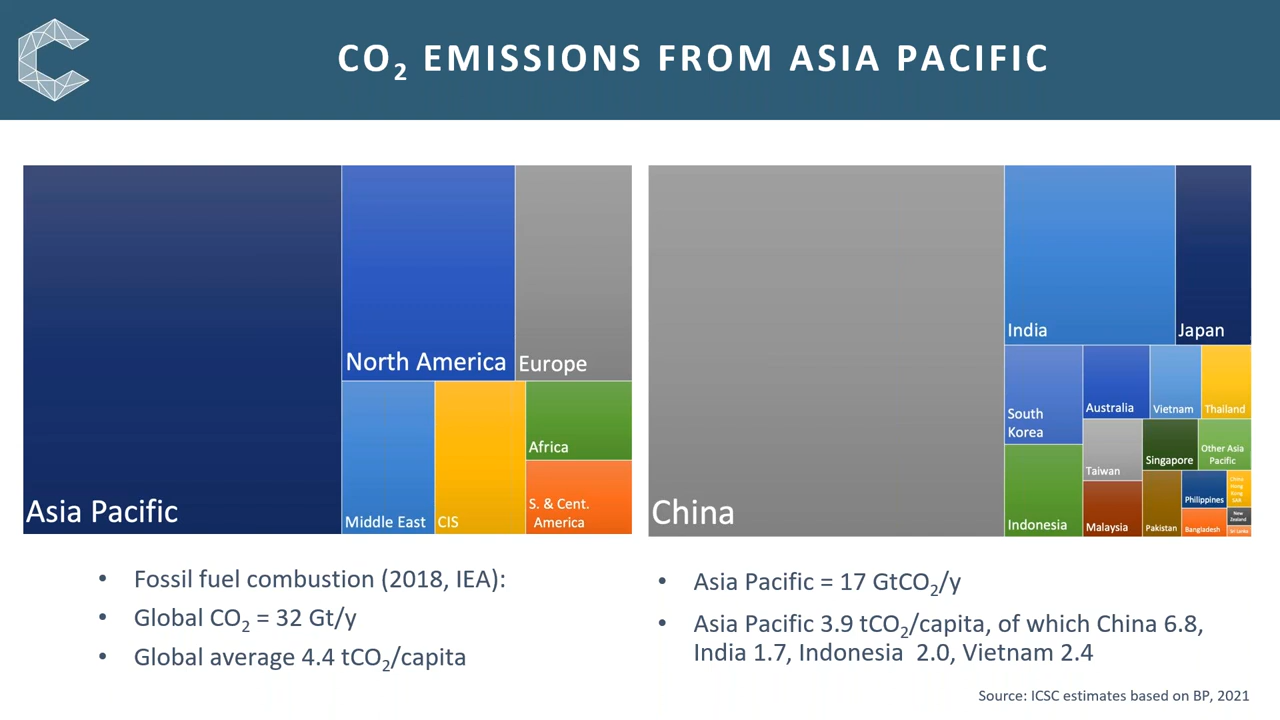 CO₂ EMISSIONS FROM ASIA PACIFIC
Asia Pacific
North America
Europe
Middle East
CIS
Africa
S. & Cent.
America
China
India
Japan
South
Korea
Australia
Vietnam
Thailand
Indonesia
Taiwan
Singapore
Other Asia
Pacific
Malaysia
Pakistan
Philippines
China
Hong
Kong
SAR
Bangladesh
New
Zealand
Sri Lanka
• Fossil fuel combustion (2018, IEA):
• Global CO₂ = 32 Gt/y
• Global average 4.4 tCO₂/capita
• Asia Pacific = 17 GtCO₂/y
• Asia Pacific 3.9 tCO₂/capita, of which China 6.8,
India 1.7, Indonesia 2.0, Vietnam 2.4
Source: ICSC estimates based on BP, 2021